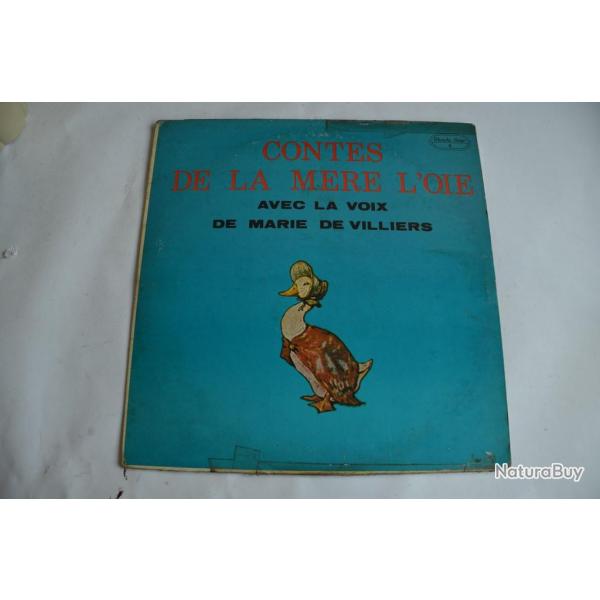 CONTES
DE LA MERE L'OIE
AVEC LA VOIX
DE MARIE DE VILLIERS
NaturaBuy